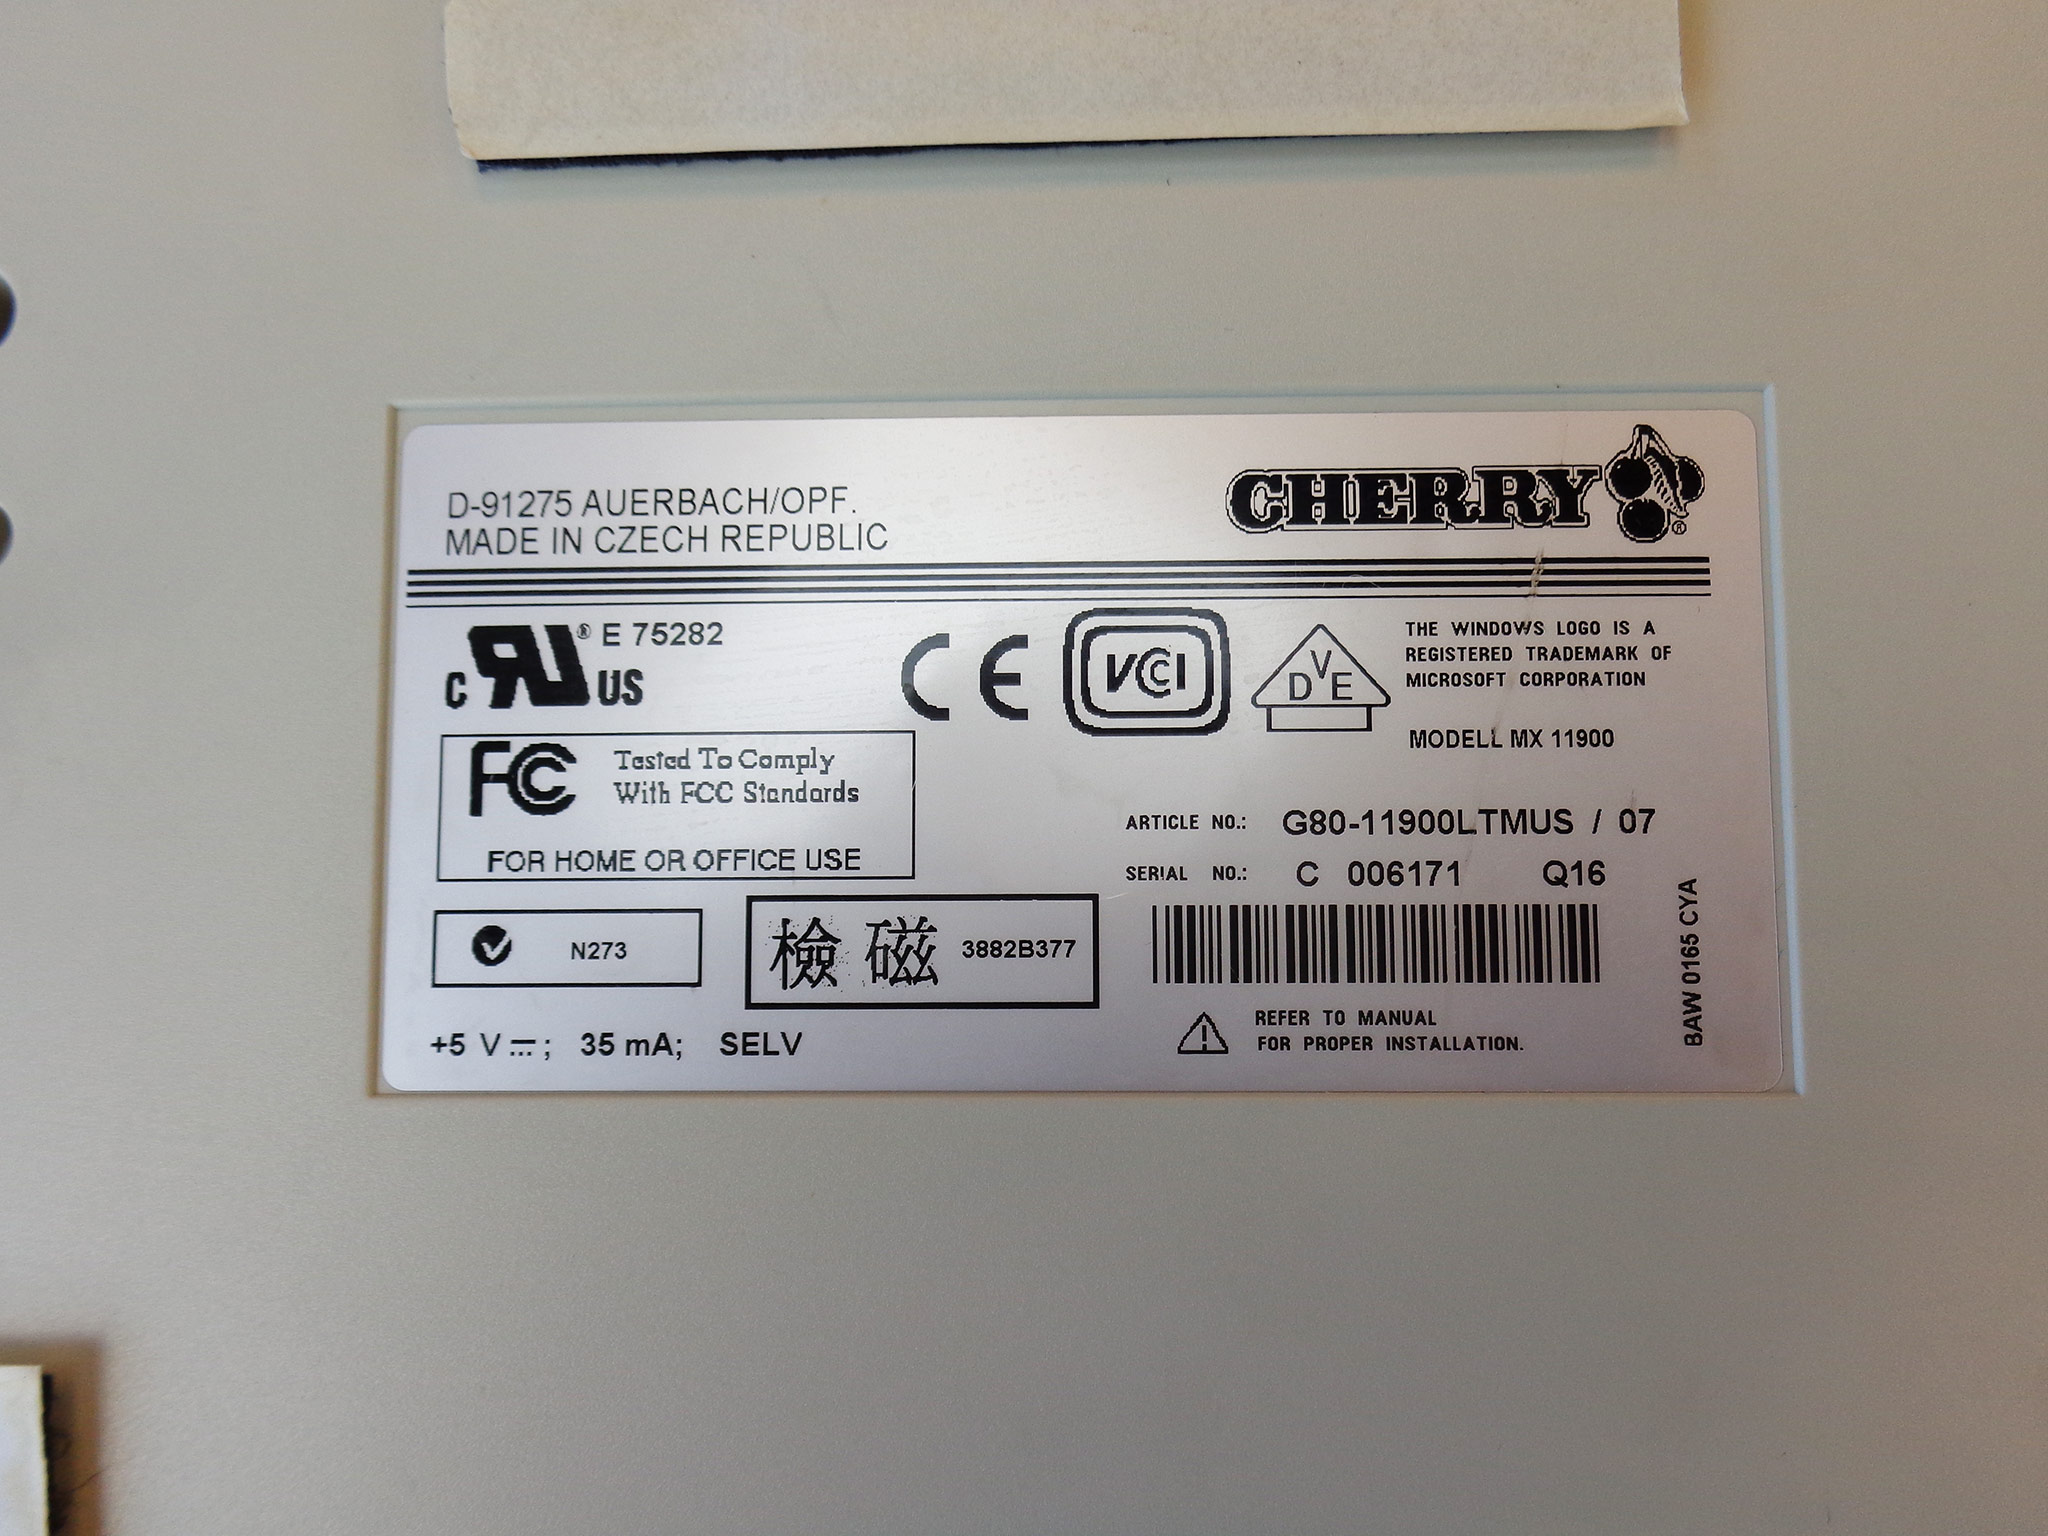 D-91275 AUERBACH/OPF.
MADE IN CZECH REPUBLIC
CHERRY®
c RU® US E 75282
CE
VCCI
DVE
THE WINDOWS LOGO IS A
REGISTERED TRADEMARK OF
MICROSOFT CORPORATION
MODELL MX 11900
FC Tested To Comply
With FCC Standards
FOR HOME OR OFFICE USE
ARTICLE NO.: G80-11900LTMUS / 07
SERIAL NO.: C 006171 Q16
N273
檢磁 3882B377
BAW 0165 CYA
+5 V⎓; 35 mA; SELV
REFER TO MANUAL
FOR PROPER INSTALLATION.